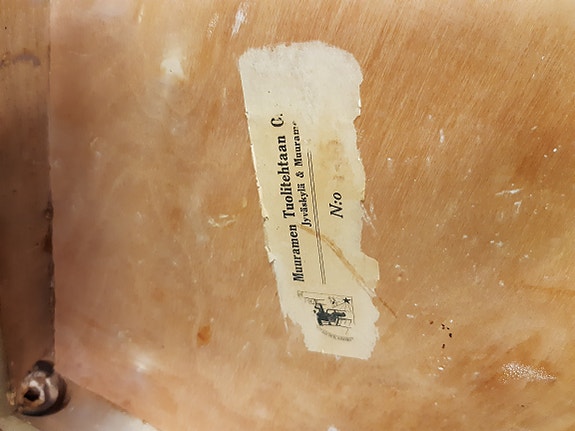 Muuramen Tuolitehtaan C.
Jyväskylä & Muurame
N:o